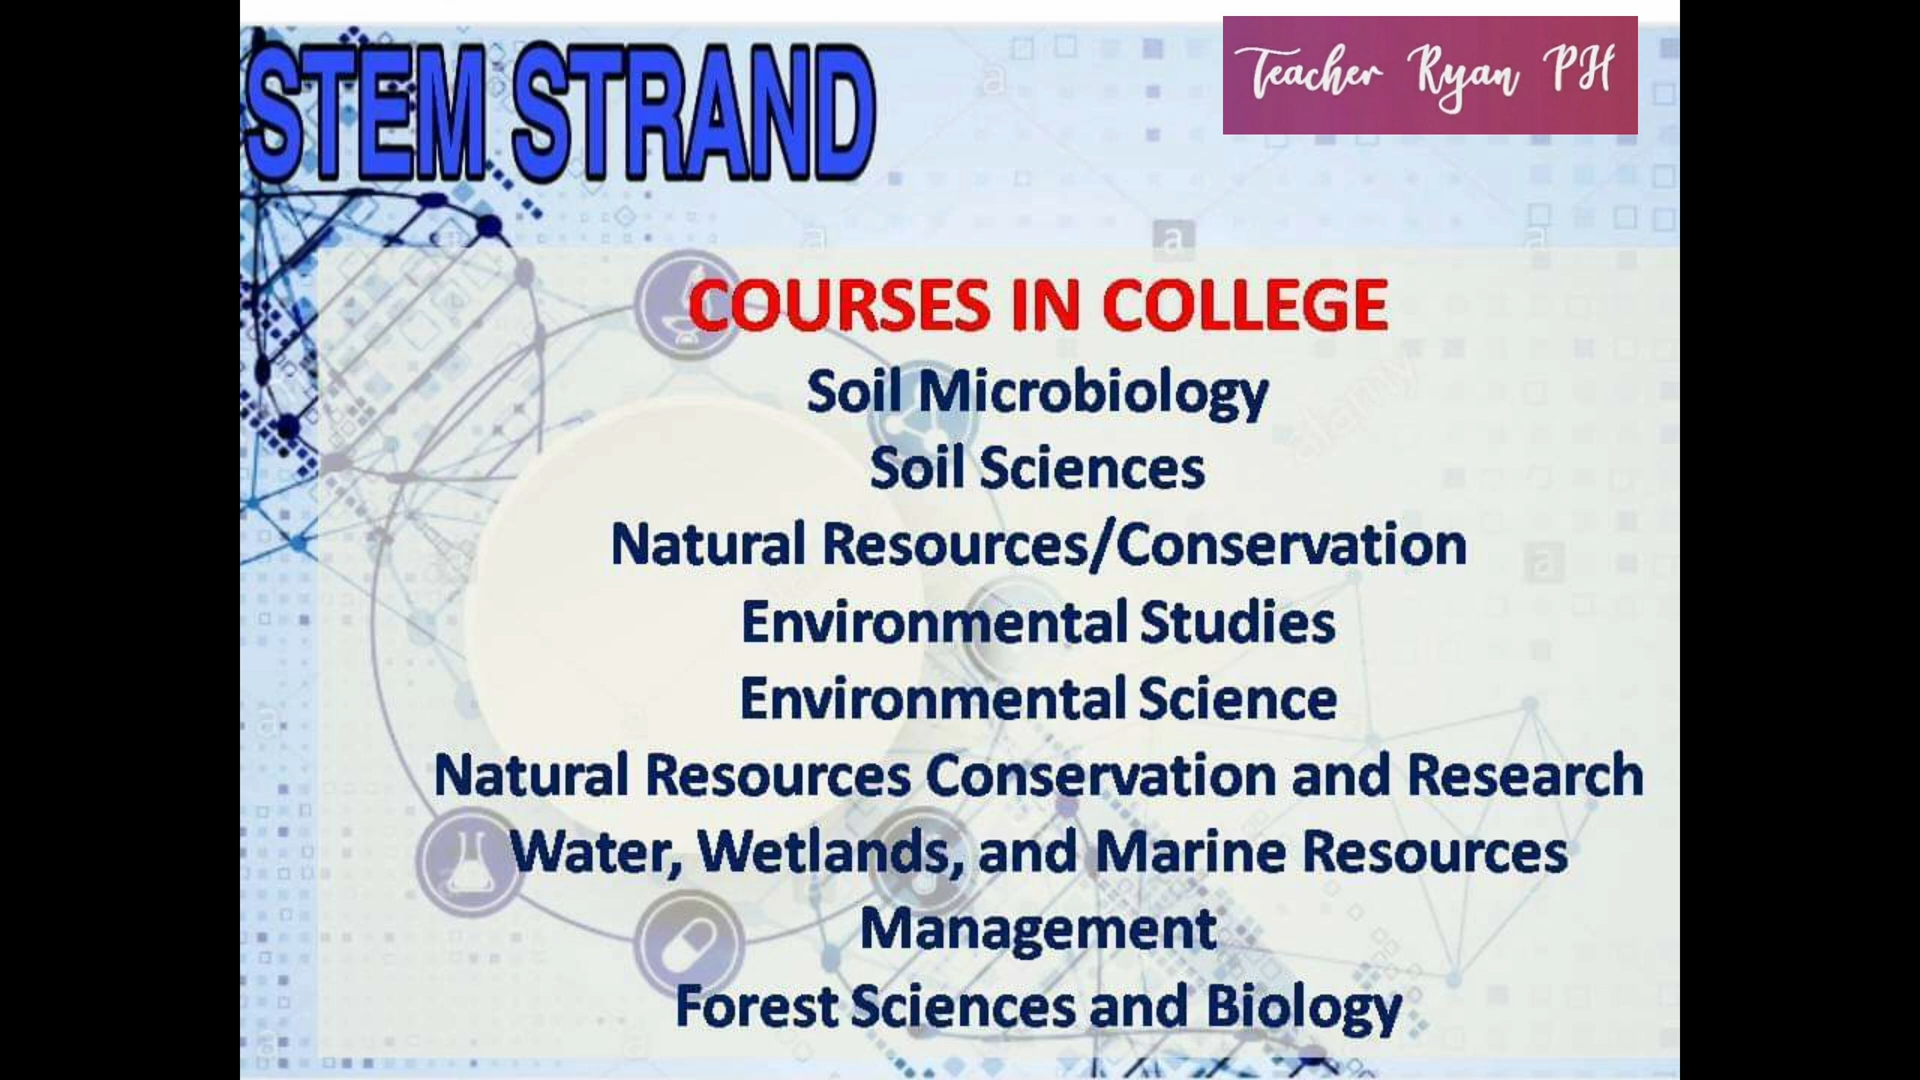 STEM STRAND
Teacher Ryan PH
COURSES IN COLLEGE
Soil Microbiology
Soil Sciences
Natural Resources/Conservation
Environmental Studies
Environmental Science
Natural Resources Conservation and Research
Water, Wetlands, and Marine Resources
Management
Forest Sciences and Biology
a
a
a
alamy